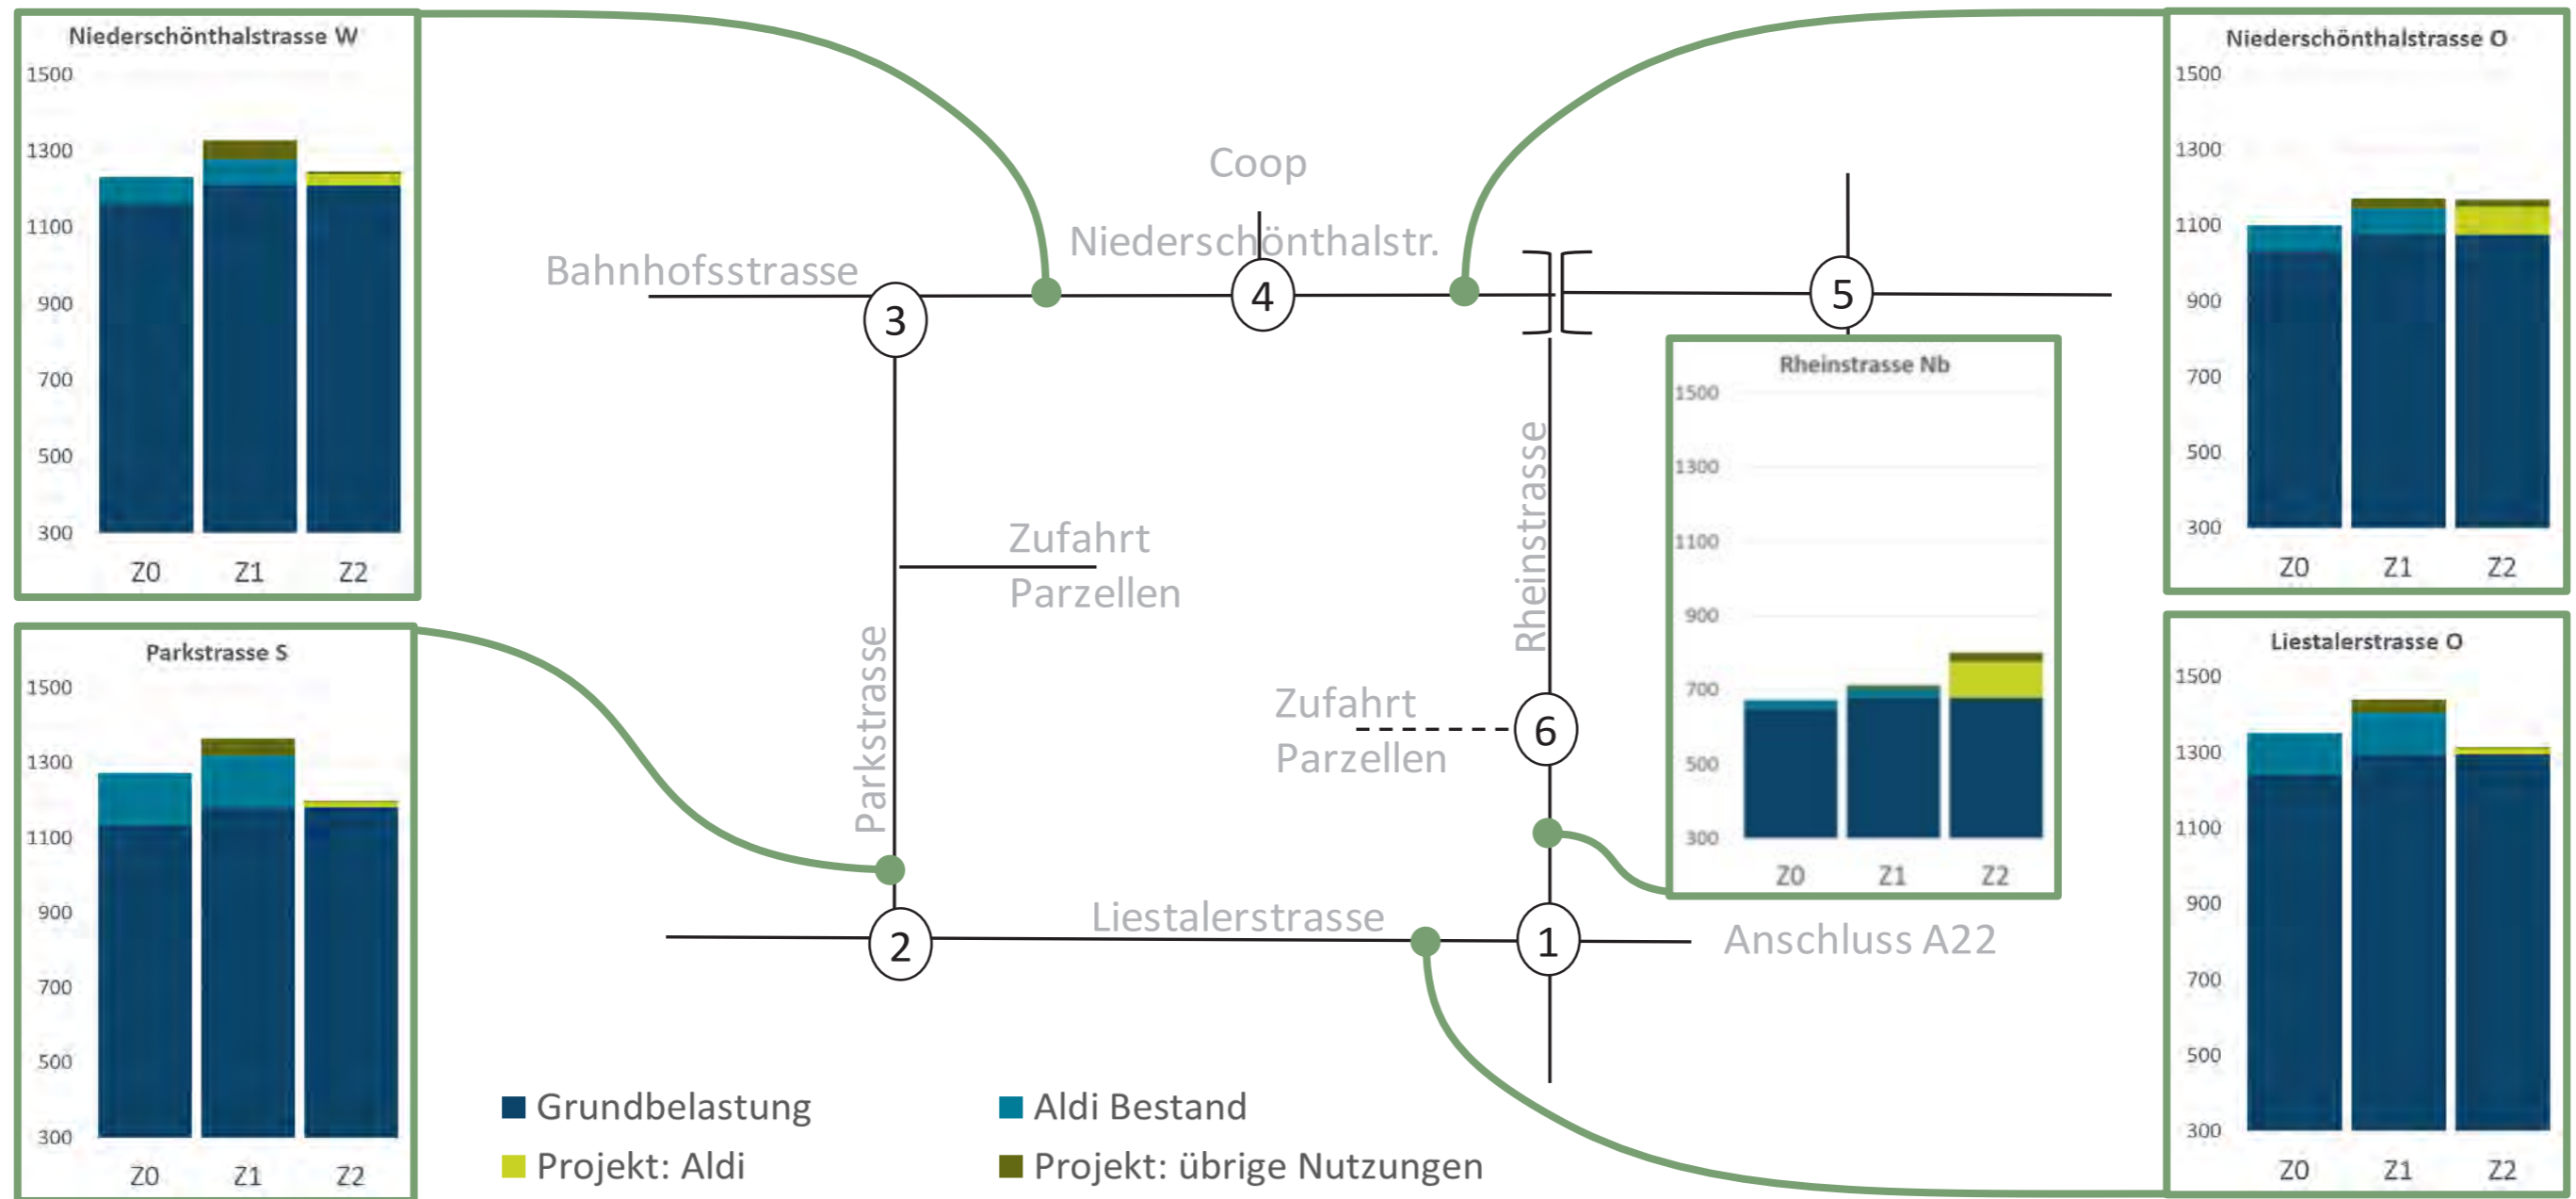 Niederschönthalstrasse W
1500
1300
1100
900
700
500
300
Z0 Z1 Z2
Niederschönthalstrasse O
1500
1300
1100
900
700
500
300
Z0 Z1 Z2
Coop
Niederschönthalstr.
Bahnhofsstrasse
3
4
5
Rheinstrasse Nb
1500
1300
1100
900
700
500
300
Z0 Z1 Z2
Zufahrt
Parzellen
Parkstrasse
Rheinstrasse
Zufahrt
Parzellen
6
Parkstrasse S
1500
1300
1100
900
700
500
300
Z0 Z1 Z2
Liestalerstrasse O
1500
1300
1100
900
700
500
300
Z0 Z1 Z2
Liestalerstrasse
2
1
Anschluss A22
Grundbelastung
Aldi Bestand
Projekt: Aldi
Projekt: übrige Nutzungen